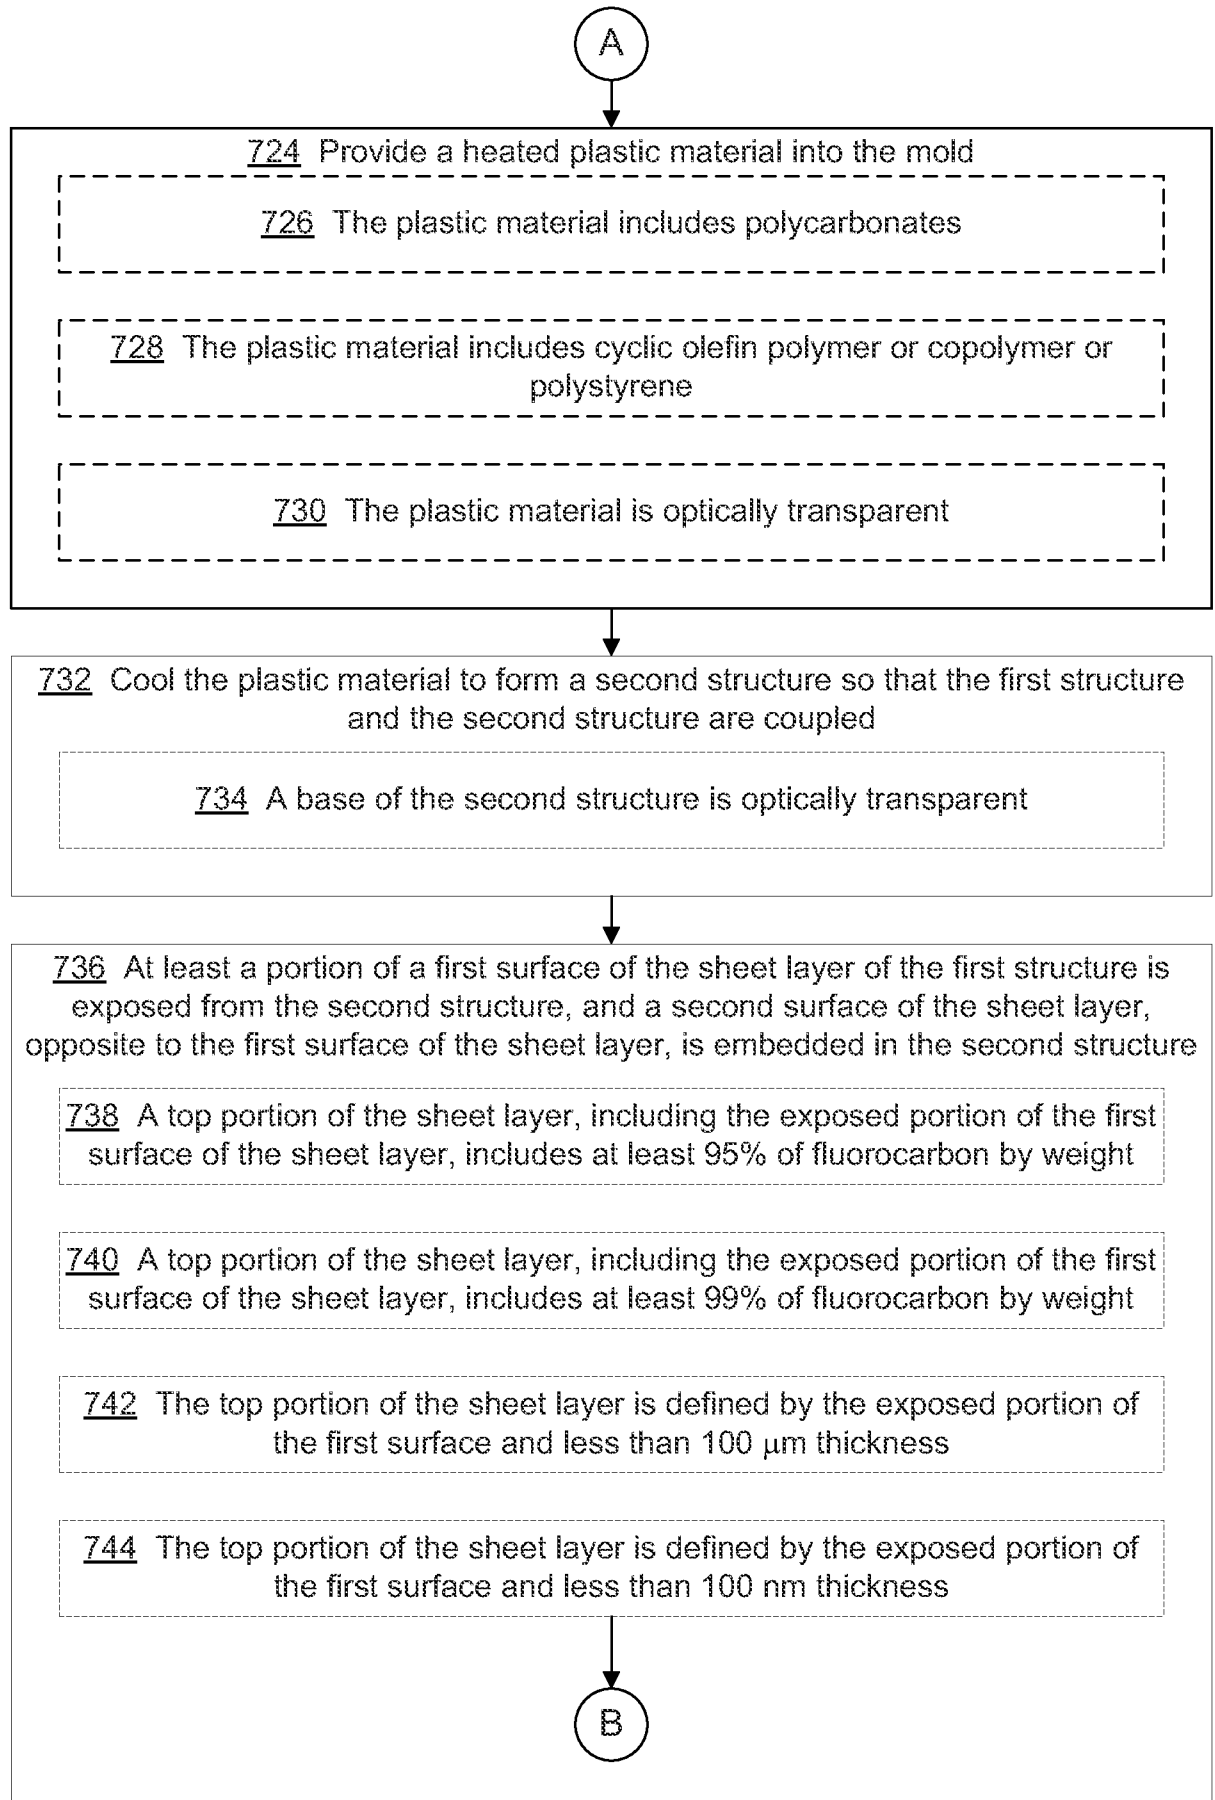 A
724 Provide a heated plastic material into the mold
726 The plastic material includes polycarbonates
728 The plastic material includes cyclic olefin polymer or copolymer or
polystyrene
730 The plastic material is optically transparent
732 Cool the plastic material to form a second structure so that the first structure
and the second structure are coupled
734 A base of the second structure is optically transparent
736 At least a portion of a first surface of the sheet layer of the first structure is
exposed from the second structure, and a second surface of the sheet layer,
opposite to the first surface of the sheet layer, is embedded in the second structure
738 A top portion of the sheet layer, including the exposed portion of the first
surface of the sheet layer, includes at least 95% of fluorocarbon by weight
740 A top portion of the sheet layer, including the exposed portion of the first
surface of the sheet layer, includes at least 99% of fluorocarbon by weight
742 The top portion of the sheet layer is defined by the exposed portion of
the first surface and less than 100 μm thickness
744 The top portion of the sheet layer is defined by the exposed portion of
the first surface and less than 100 nm thickness
B